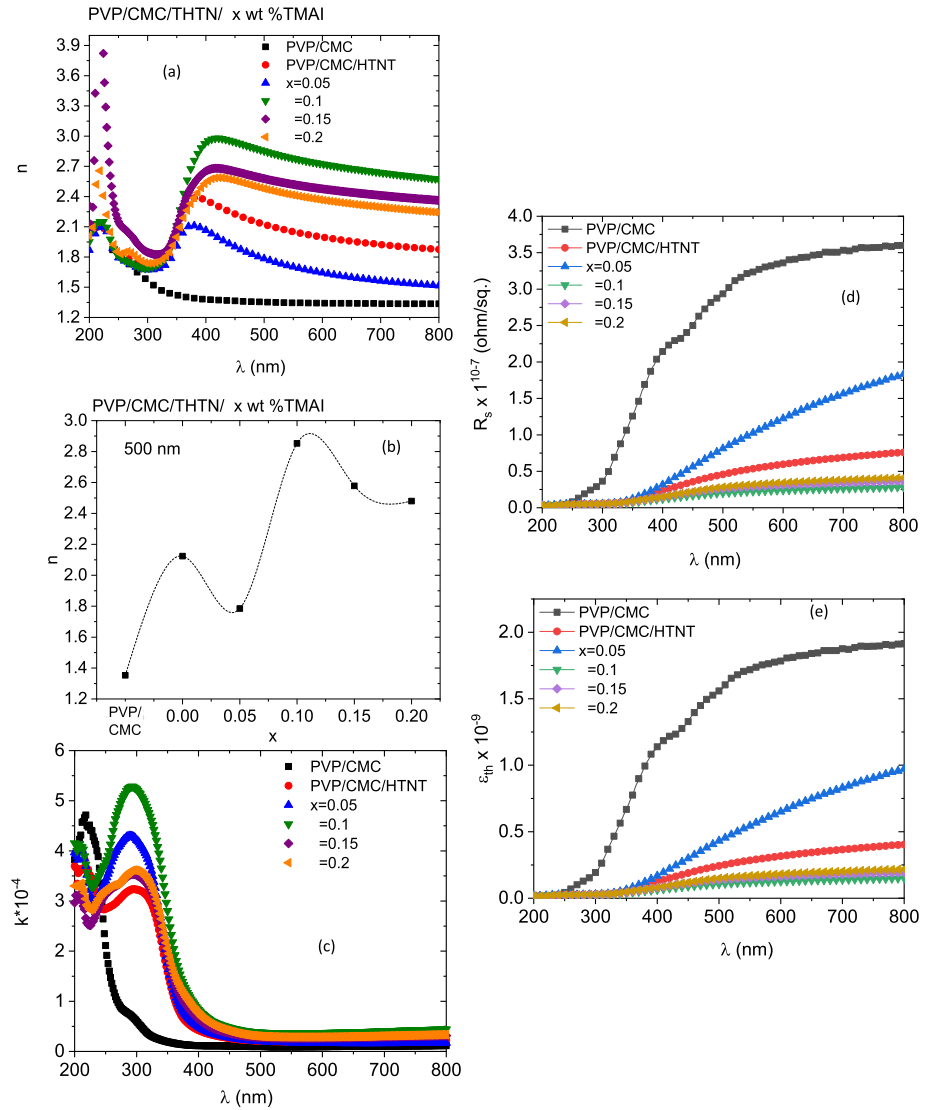 PVP/CMC/THTN/ x wt %TMAI
3.9
3.6
3.3
3.0
2.7
2.4
2.1
1.8
1.5
1.2
n
(a)
PVP/CMC
PVP/CMC/HTNT
x=0.05
=0.1
=0.15
=0.2
200 300 400 500 600 700 800
λ (nm)
PVP/CMC/THTN/ x wt %TMAI
3.0
2.8
2.6
2.4
2.2
2.0
1.8
1.6
1.4
1.2
n
500 nm
(b)
PVP/
CMC
0.00 0.05 0.10 0.15 0.20
x
6
5
4
3
2
1
0
k*10⁻⁴
PVP/CMC
PVP/CMC/HTNT
x=0.05
=0.1
=0.15
=0.2
(c)
200 300 400 500 600 700 800
λ (nm)
4.0
3.5
3.0
2.5
2.0
1.5
1.0
0.5
0.0
Rₛ x 1¹⁰⁻⁷ (ohm/sq.)
PVP/CMC
PVP/CMC/HTNT
x=0.05
=0.1
=0.15
=0.2
(d)
200 300 400 500 600 700 800
λ (nm)
2.0
1.5
1.0
0.5
0.0
εₜₕ x 10⁻⁹
PVP/CMC
PVP/CMC/HTNT
x=0.05
=0.1
=0.15
=0.2
(e)
200 300 400 500 600 700 800
λ (nm)